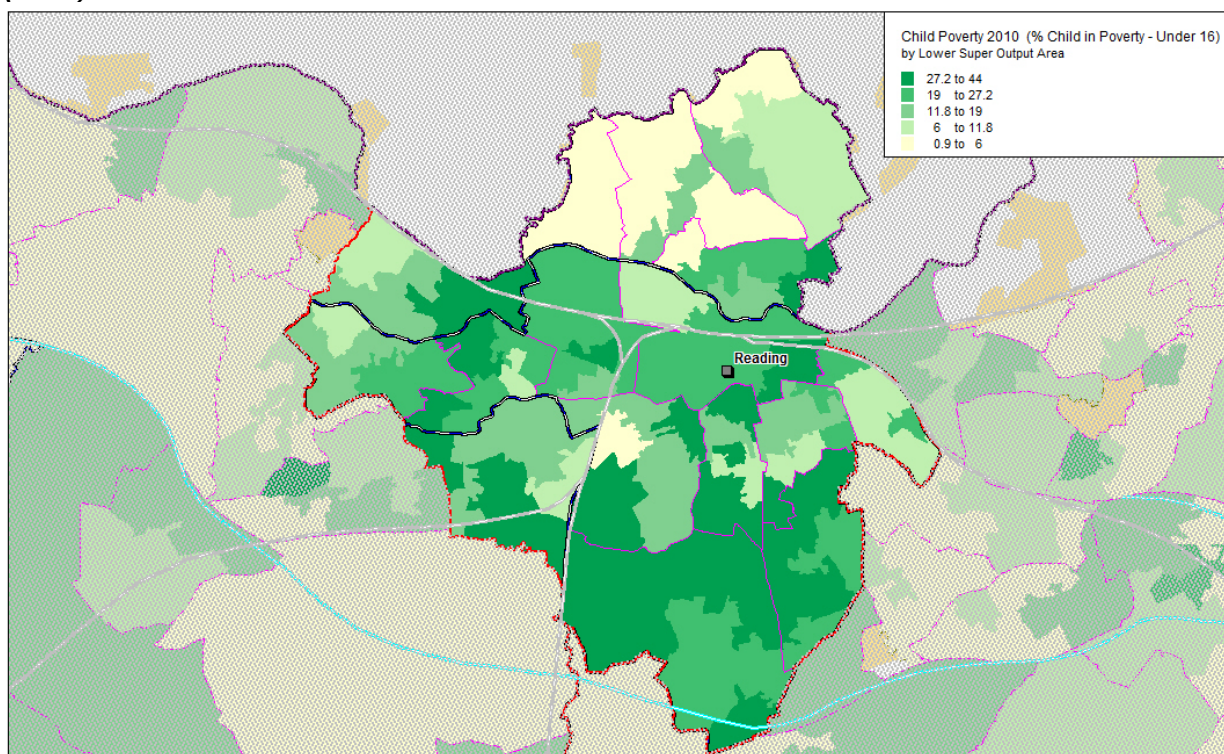 Child Poverty 2010 (% Child in Poverty - Under 16)
by Lower Super Output Area
27.2 to 44
19 to 27.2
11.8 to 19
6 to 11.8
0.9 to 6
Reading